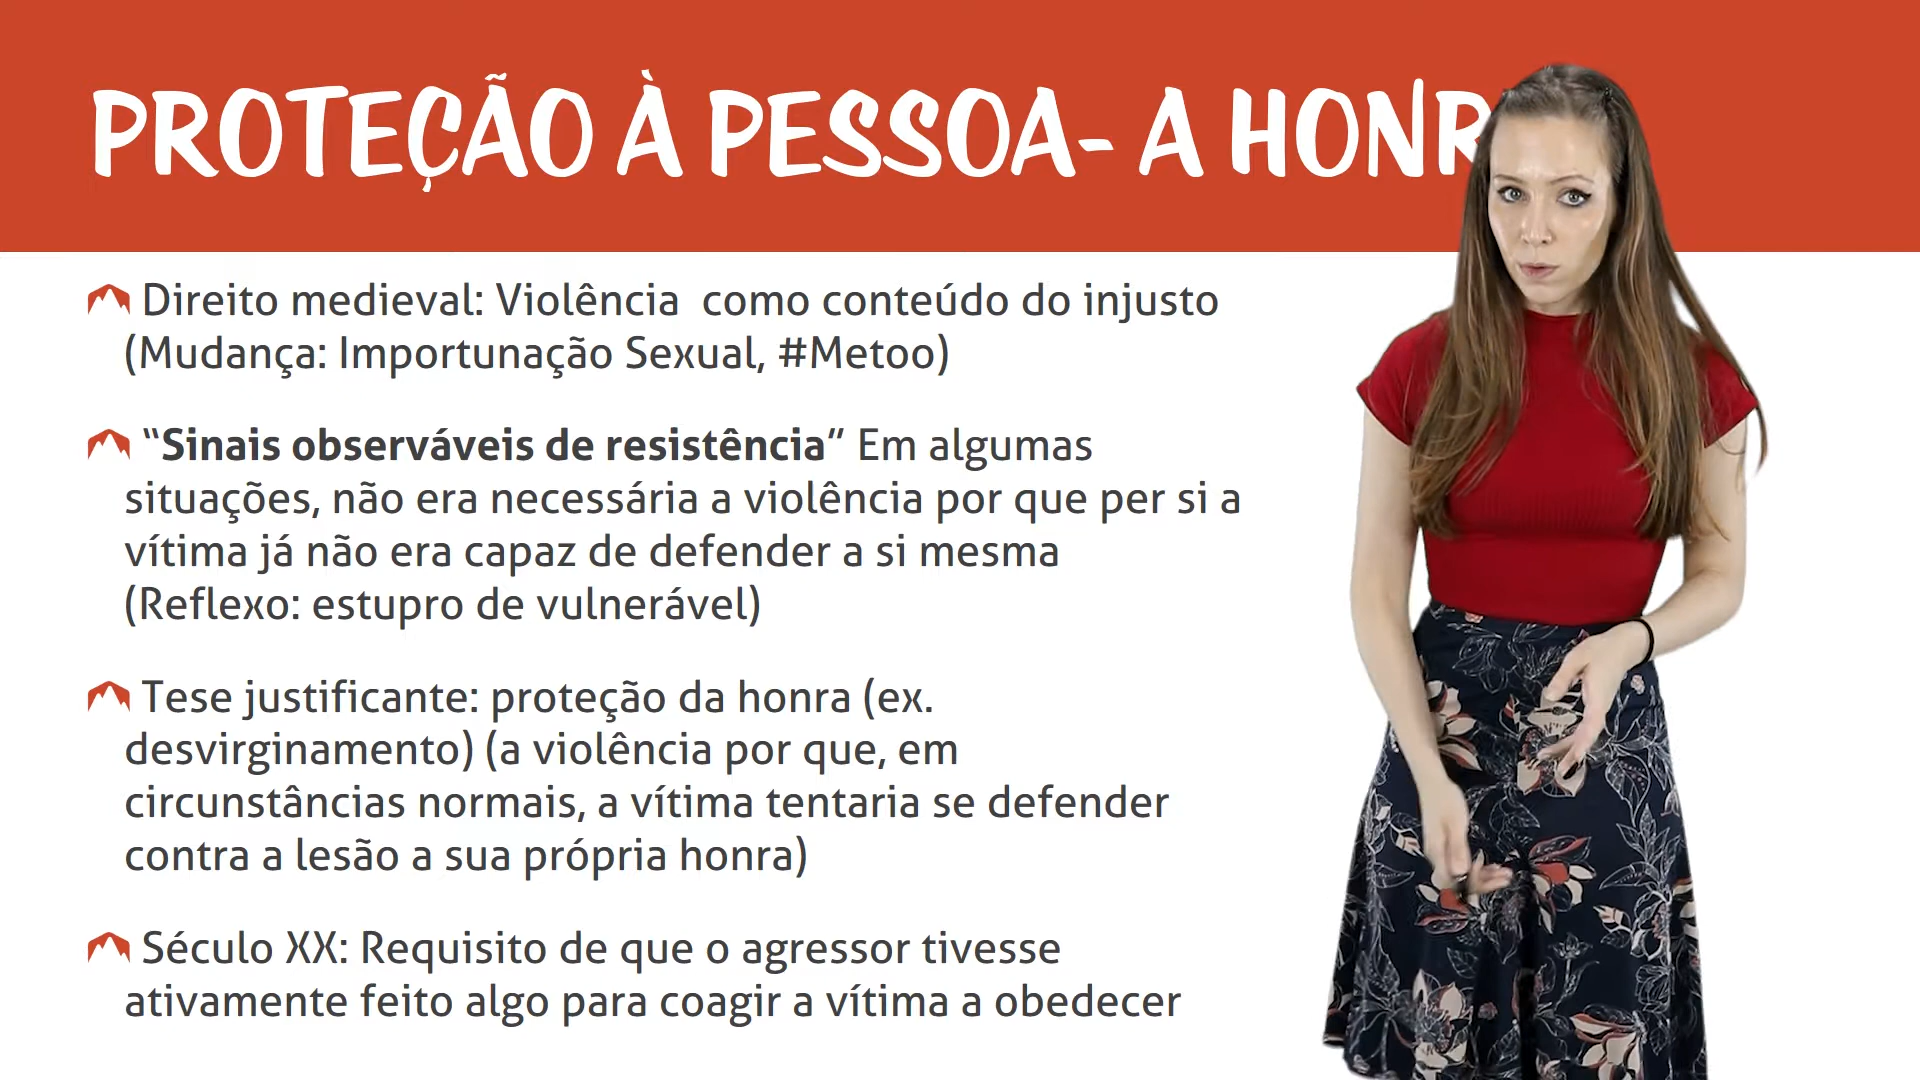 PROTEÇÃO À PESSOA- A HONR
Direito medieval: Violência como conteúdo do injusto
(Mudança: Importunação Sexual, #Metoo)
“Sinais observáveis de resistência” Em algumas
situações, não era necessária a violência por que per si a
vítima já não era capaz de defender a si mesma
(Reflexo: estupro de vulnerável)
Tese justificante: proteção da honra (ex.
desvirginamento) (a violência por que, em
circunstâncias normais, a vítima tentaria se defender
contra a lesão a sua própria honra)
Século XX: Requisito de que o agressor tivesse
ativamente feito algo para coagir a vítima a obedecer